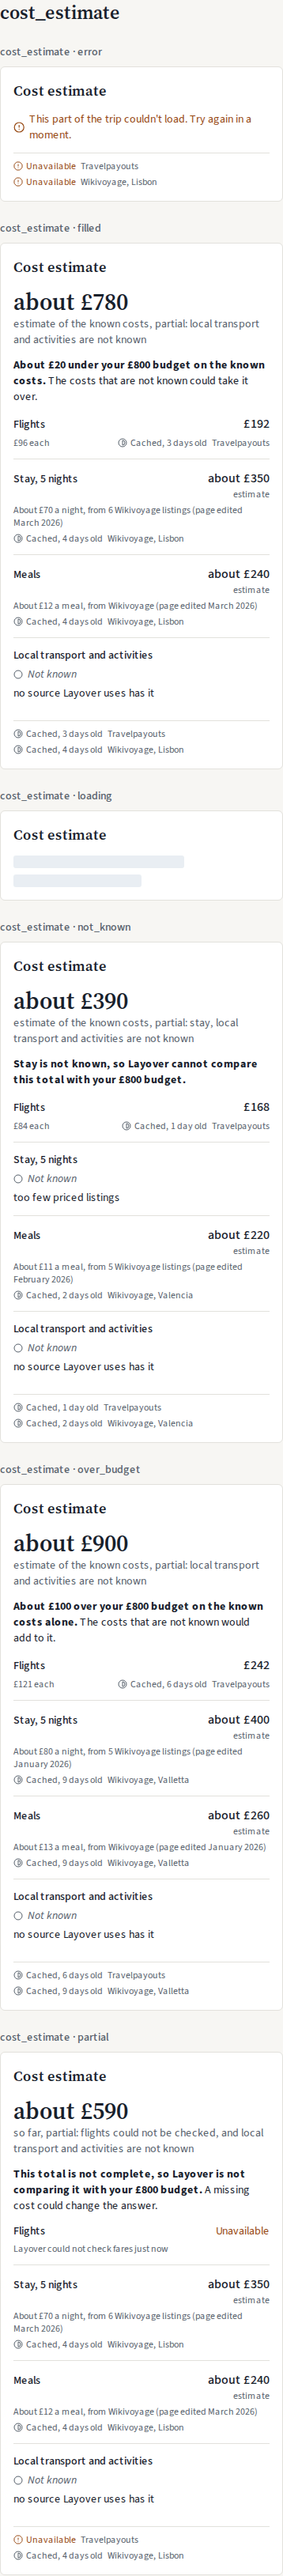 cost_estimate
cost_estimate · error
Cost estimate
This part of the trip couldn't load. Try again in a
moment.
Unavailable Travelpayouts
Unavailable Wikivoyage, Lisbon
cost_estimate · filled
Cost estimate
about £780
estimate of the known costs, partial: local transport
and activities are not known
About £20 under your £800 budget on the known
costs. The costs that are not known could take it
over.
Flights £192
£96 each Cached, 3 days old Travelpayouts
Stay, 5 nights about £350
estimate
About £70 a night, from 6 Wikivoyage listings (page edited
March 2026)
Cached, 4 days old Wikivoyage, Lisbon
Meals about £240
estimate
About £12 a meal, from Wikivoyage (page edited March 2026)
Cached, 4 days old Wikivoyage, Lisbon
Local transport and activities
Not known
no source Layover uses has it
Cached, 3 days old Travelpayouts
Cached, 4 days old Wikivoyage, Lisbon
cost_estimate · loading
Cost estimate
cost_estimate · not_known
Cost estimate
about £390
estimate of the known costs, partial: stay, local
transport and activities are not known
Stay is not known, so Layover cannot compare
this total with your £800 budget.
Flights £168
£84 each Cached, 1 day old Travelpayouts
Stay, 5 nights
Not known
too few priced listings
Meals about £220
estimate
About £11 a meal, from 5 Wikivoyage listings (page edited
February 2026)
Cached, 2 days old Wikivoyage, Valencia
Local transport and activities
Not known
no source Layover uses has it
Cached, 1 day old Travelpayouts
Cached, 2 days old Wikivoyage, Valencia
cost_estimate · over_budget
Cost estimate
about £900
estimate of the known costs, partial: local transport
and activities are not known
About £100 over your £800 budget on the known
costs alone. The costs that are not known would
add to it.
Flights £242
£121 each Cached, 6 days old Travelpayouts
Stay, 5 nights about £400
estimate
About £80 a night, from 5 Wikivoyage listings (page edited
January 2026)
Cached, 9 days old Wikivoyage, Valletta
Meals about £260
estimate
About £13 a meal, from Wikivoyage (page edited January 2026)
Cached, 9 days old Wikivoyage, Valletta
Local transport and activities
Not known
no source Layover uses has it
Cached, 6 days old Travelpayouts
Cached, 9 days old Wikivoyage, Valletta
cost_estimate · partial
Cost estimate
about £590
so far, partial: flights could not be checked, and local
transport and activities are not known
This total is not complete, so Layover is not
comparing it with your £800 budget. A missing
cost could change the answer.
Flights Unavailable
Layover could not check fares just now
Stay, 5 nights about £350
estimate
About £70 a night, from 6 Wikivoyage listings (page edited
March 2026)
Cached, 4 days old Wikivoyage, Lisbon
Meals about £240
estimate
About £12 a meal, from Wikivoyage (page edited March 2026)
Cached, 4 days old Wikivoyage, Lisbon
Local transport and activities
Not known
no source Layover uses has it
Unavailable Travelpayouts
Cached, 4 days old Wikivoyage, Lisbon